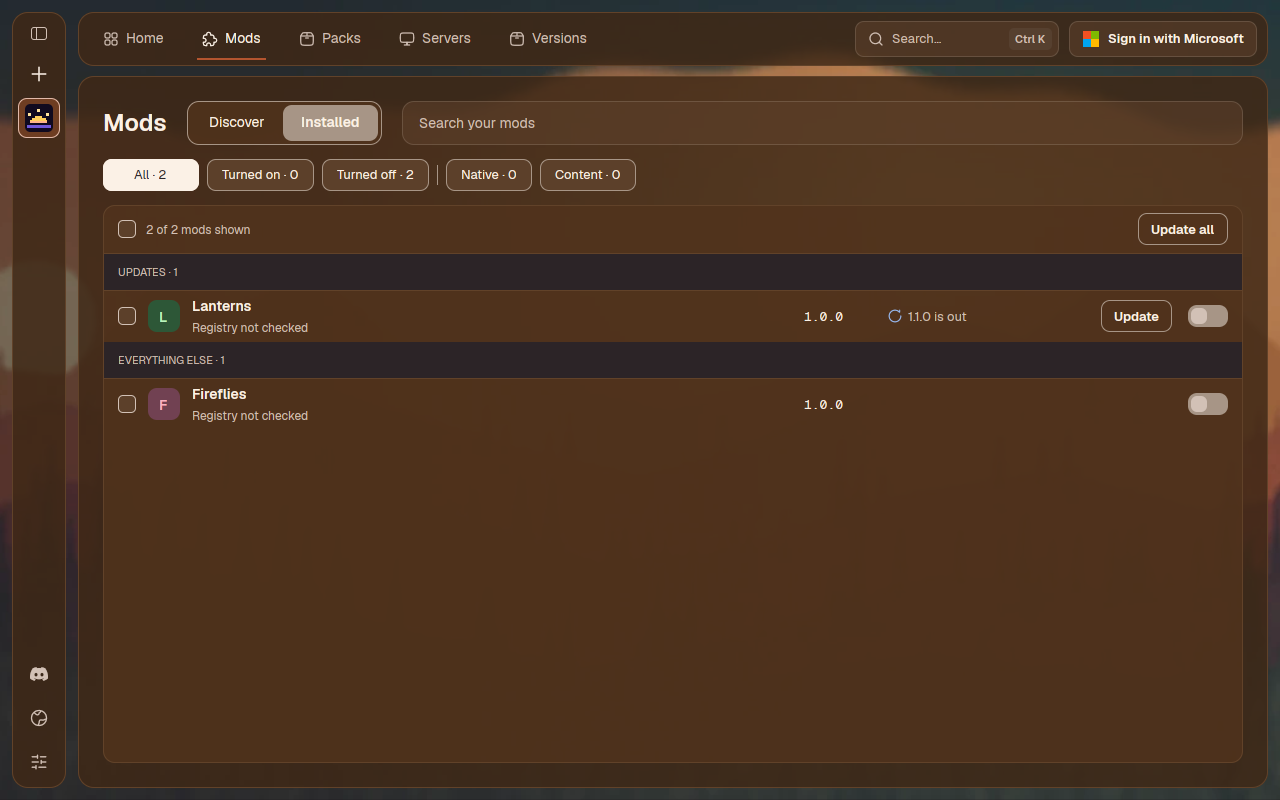 Home
Mods
Packs
Servers
Versions
Search...
Ctrl K
Sign in with Microsoft
Mods
Discover
Installed
Search your mods
All · 2
Turned on · 0
Turned off · 2
Native · 0
Content · 0
2 of 2 mods shown
Update all
UPDATES · 1
L
Lanterns
Registry not checked
1.0.0
1.1.0 is out
Update
EVERYTHING ELSE · 1
F
Fireflies
Registry not checked
1.0.0